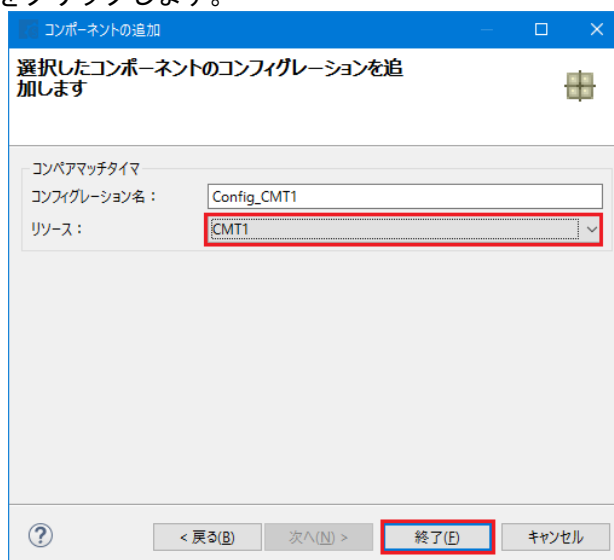 をクリックします。
コンポーネントの追加
選択したコンポーネントのコンフィグレーションを追
加します
コンペアマッチタイマ
コンフィグレーション名：
Config_CMT1
リソース：
CMT1
< 戻る(B)
次へ(N) >
終了(F)
キャンセル